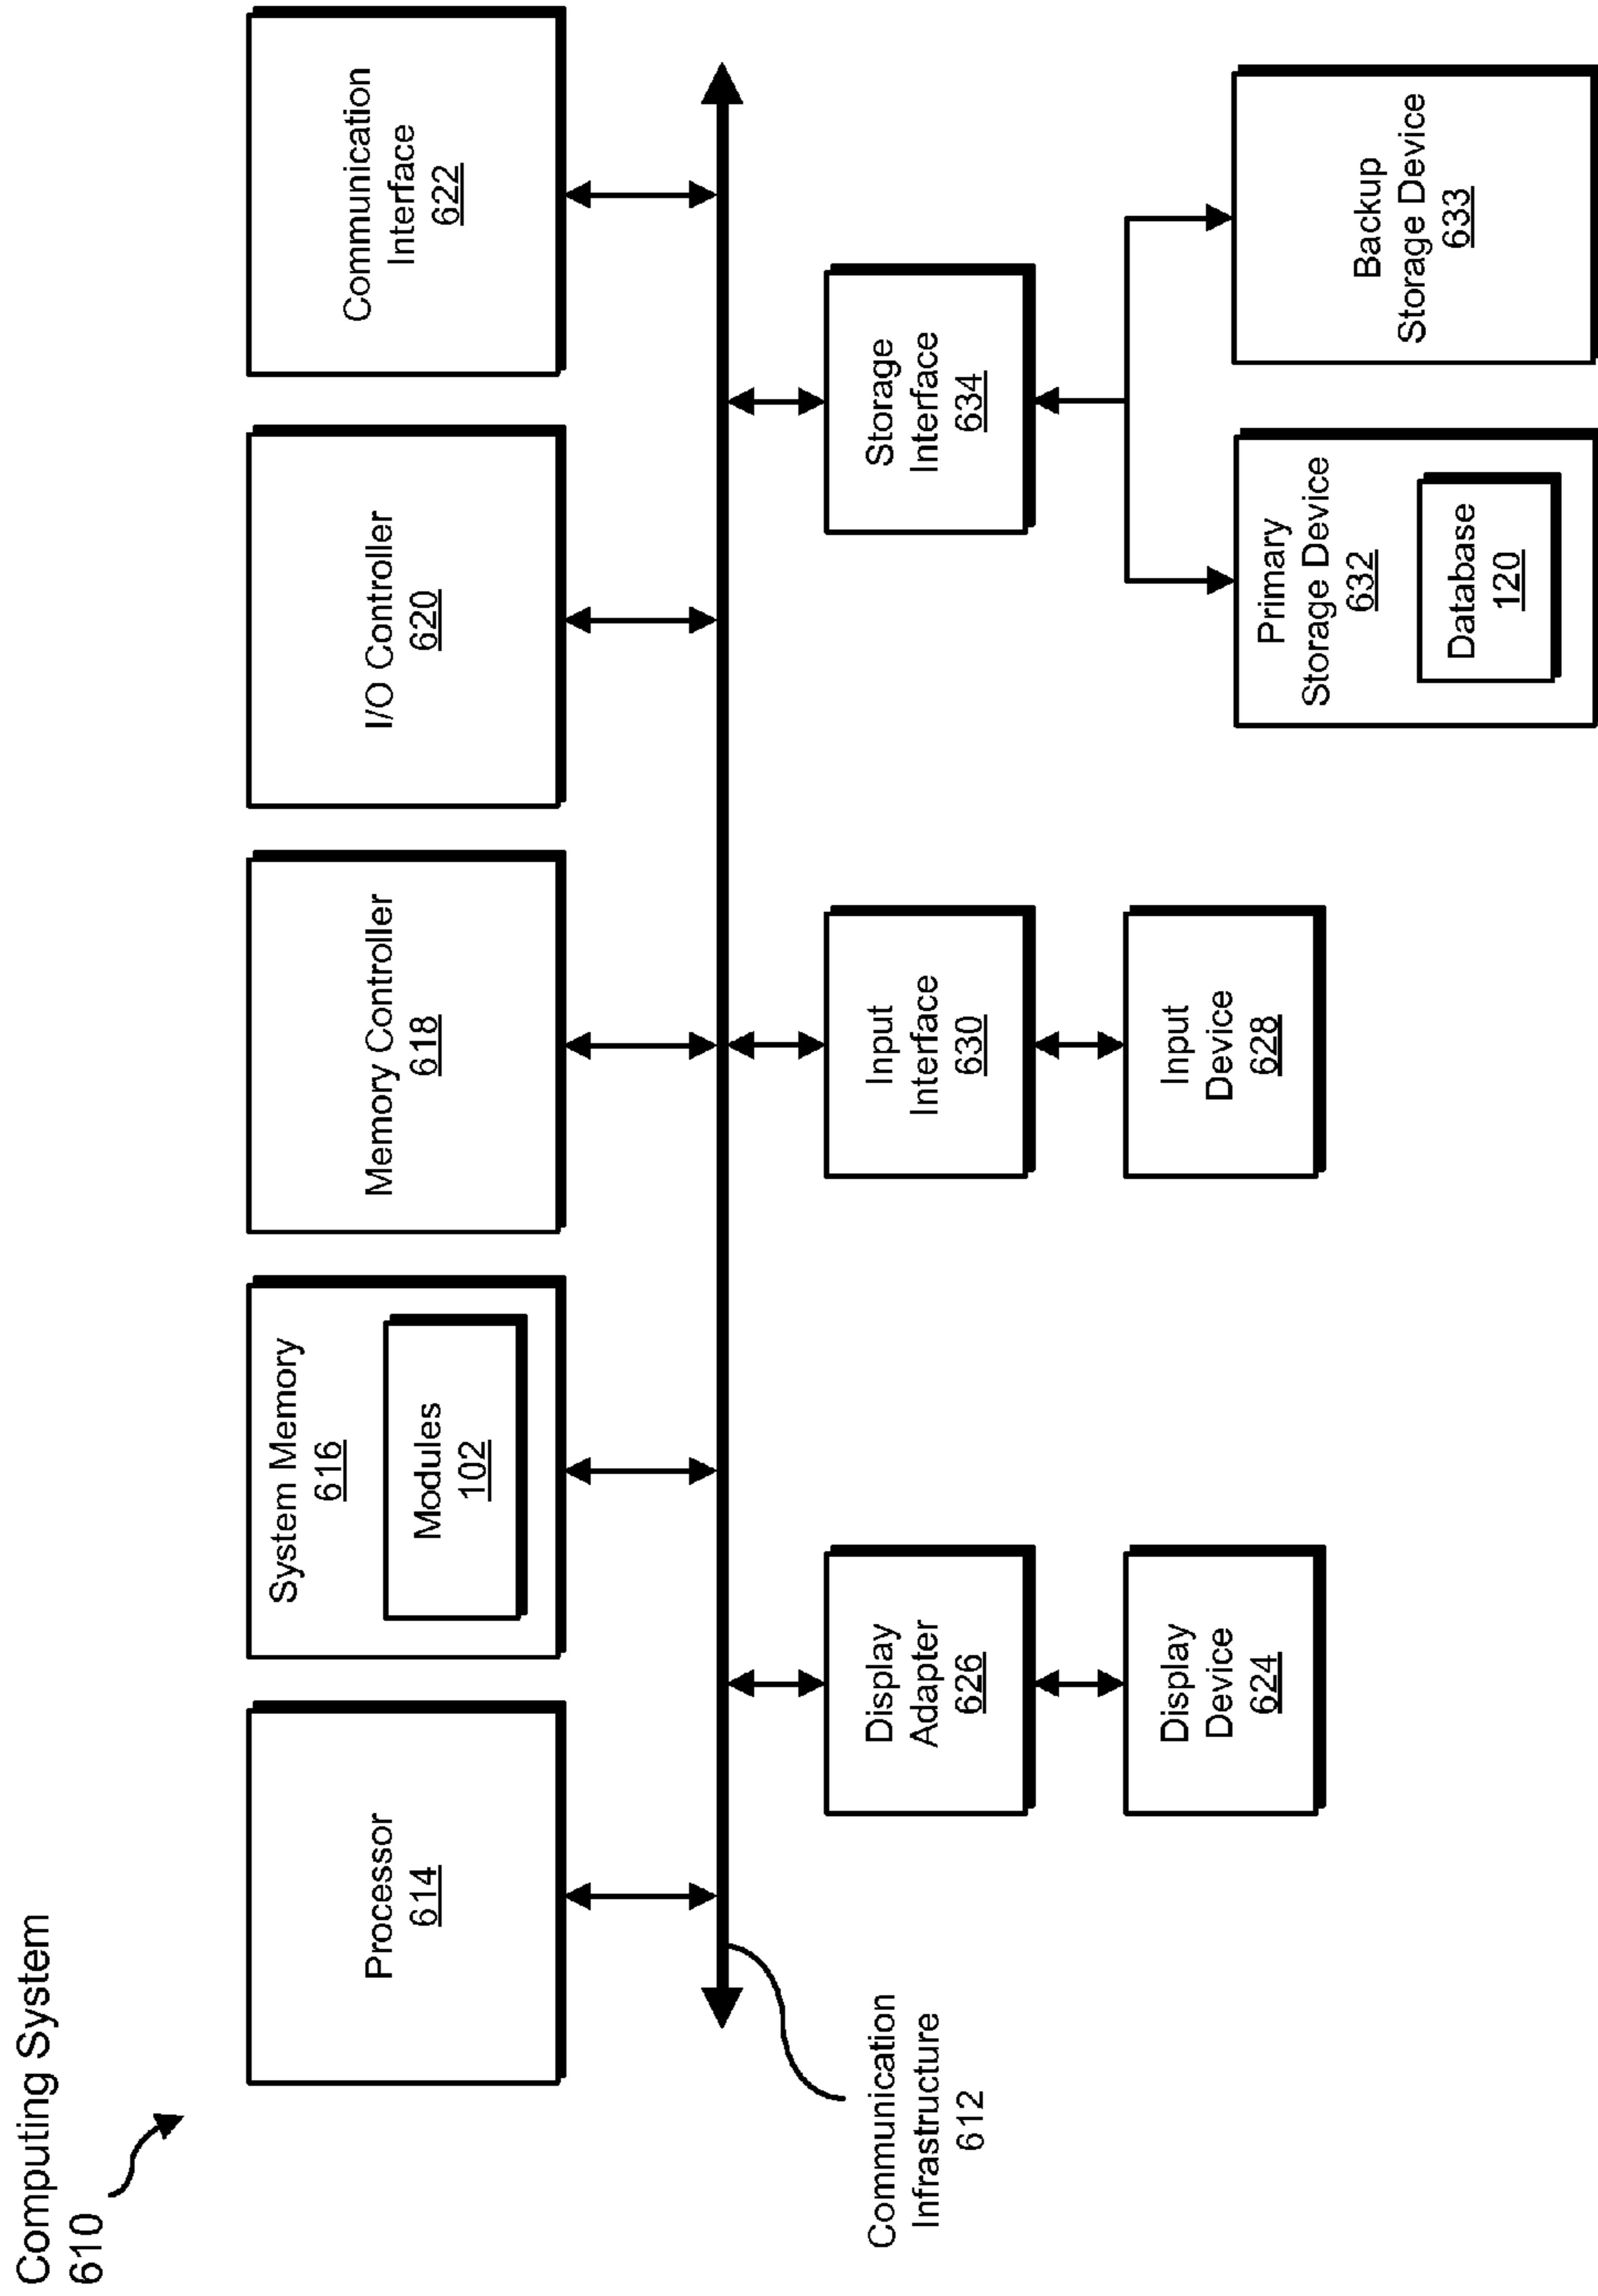 Computing System
610
Processor
614
System Memory
616
Modules
102
Memory Controller
618
I/O Controller
620
Communication
Interface
622
Communication
Infrastructure
612
Display
Adapter
626
Input
Interface
630
Storage
Interface
634
Display
Device
624
Input
Device
628
Primary
Storage Device
632
Database
120
Backup
Storage Device
633